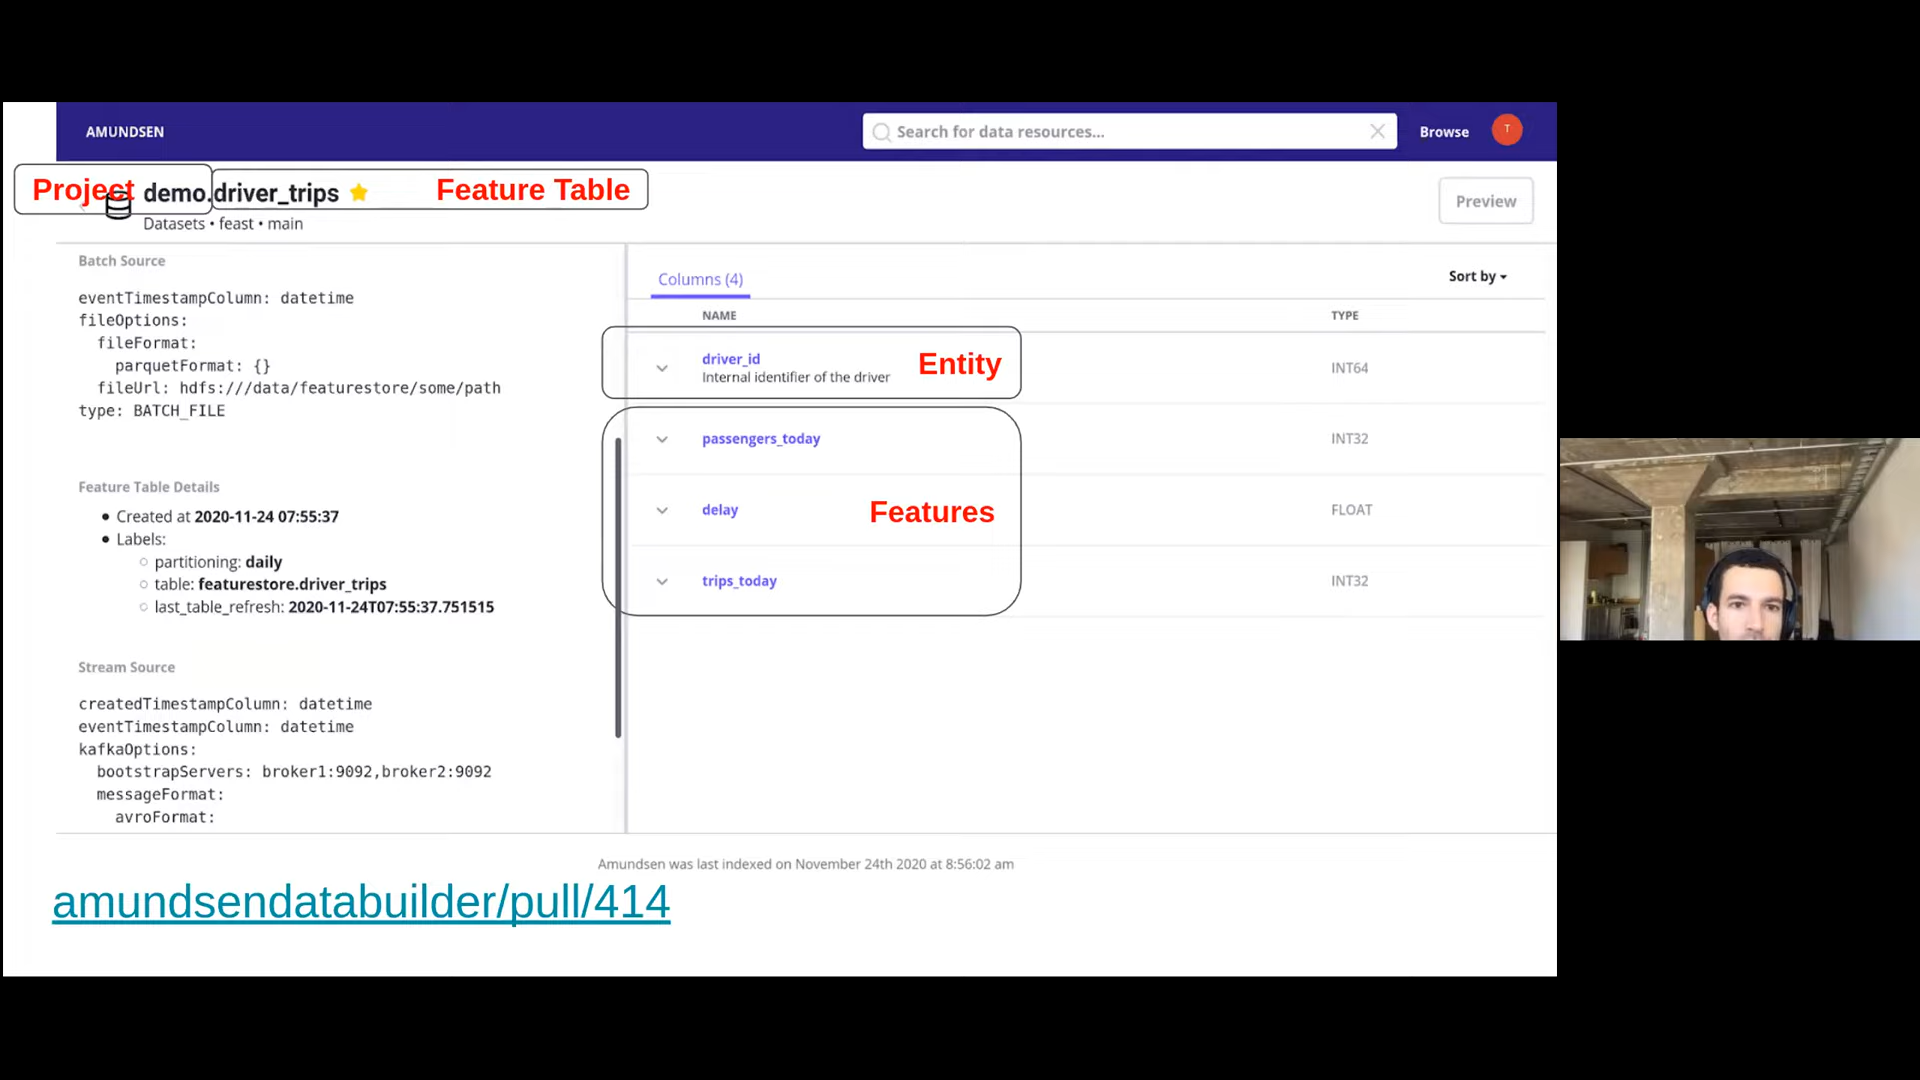 AMUNDSEN
Search for data resources...
Browse
T
Project
demo.driver_trips
Feature Table
Datasets • feast • main
Preview
Batch Source
eventTimestampColumn: datetime
fileOptions:
fileFormat:
parquetFormat: {}
fileUrl: hdfs:///data/featurestore/some/path
type: BATCH_FILE
Feature Table Details
• Created at 2020-11-24 07:55:37
• Labels:
○ partitioning: daily
○ table: featurestore.driver_trips
○ last_table_refresh: 2020-11-24T07:55:37.751515
Stream Source
createdTimestampColumn: datetime
eventTimestampColumn: datetime
kafkaOptions:
bootstrapServers: broker1:9092,broker2:9092
messageFormat:
avroFormat:
Columns (4)
Sort by
NAME
TYPE
driver_id
Internal identifier of the driver
Entity
INT64
passengers_today
INT32
delay
Features
FLOAT
trips_today
INT32
Amundsen was last indexed on November 24th 2020 at 8:56:02 am
amundsendatabuilder/pull/414